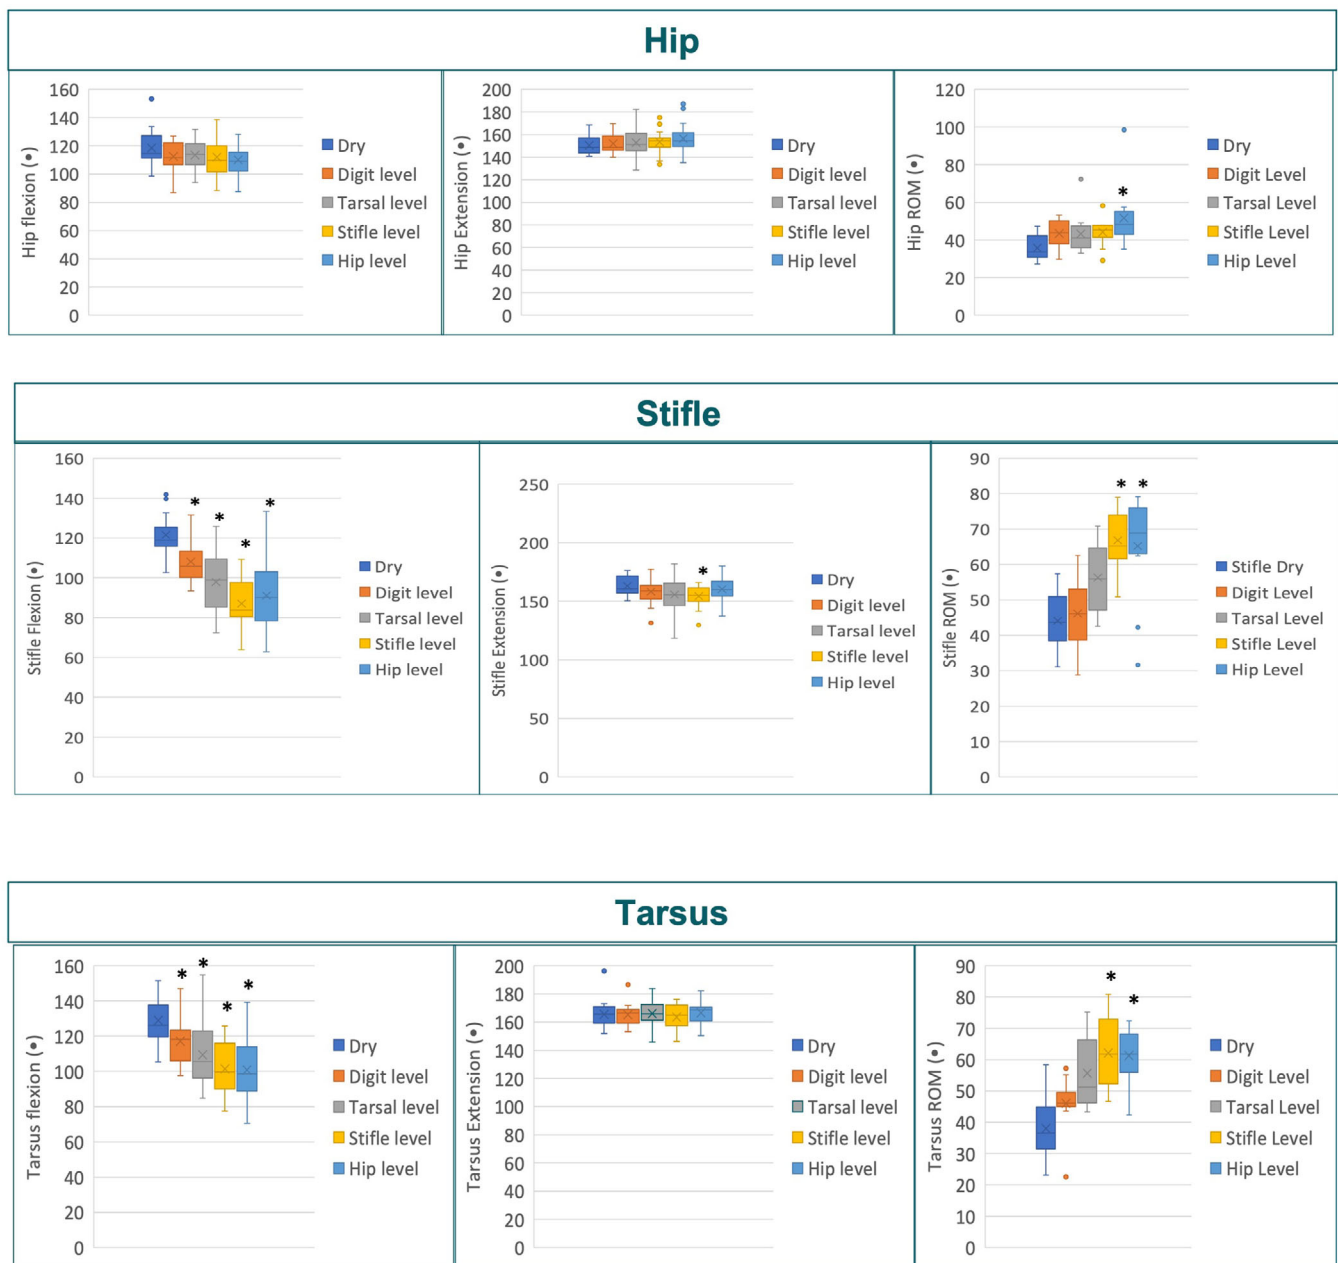 Hip
Hip flexion (•)
160
140
120
100
80
60
40
20
0
Dry
Digit level
Tarsal level
Stifle level
Hip level
Hip Extension (•)
200
180
160
140
120
100
80
60
40
20
0
Dry
Digit level
Tarsal level
Stifle level
Hip level
Hip ROM (•)
120
100
80
60
40
20
0
*
Dry
Digit Level
Tarsal Level
Stifle Level
Hip Level
Stifle
Stifle Flexion (•)
160
140
120
100
80
60
40
20
0
* * * *
Dry
Digit level
Tarsal level
Stifle level
Hip level
Stifle Extension (•)
250
200
150
100
50
0
*
Dry
Digit level
Tarsal level
Stifle level
Hip level
Stifle ROM (•)
90
80
70
60
50
40
30
20
10
0
* *
Stifle Dry
Digit Level
Tarsal Level
Stifle Level
Hip Level
Tarsus
Tarsus flexion (•)
160
140
120
100
80
60
40
20
0
* * * *
Dry
Digit level
Tarsal level
Stifle level
Hip level
Tarsus Extension (•)
200
180
160
140
120
100
80
60
40
20
0
Dry
Digit level
Tarsal level
Stifle level
Hip level
Tarsus ROM (•)
90
80
70
60
50
40
30
20
10
0
* *
Dry
Digit Level
Tarsal Level
Stifle Level
Hip Level